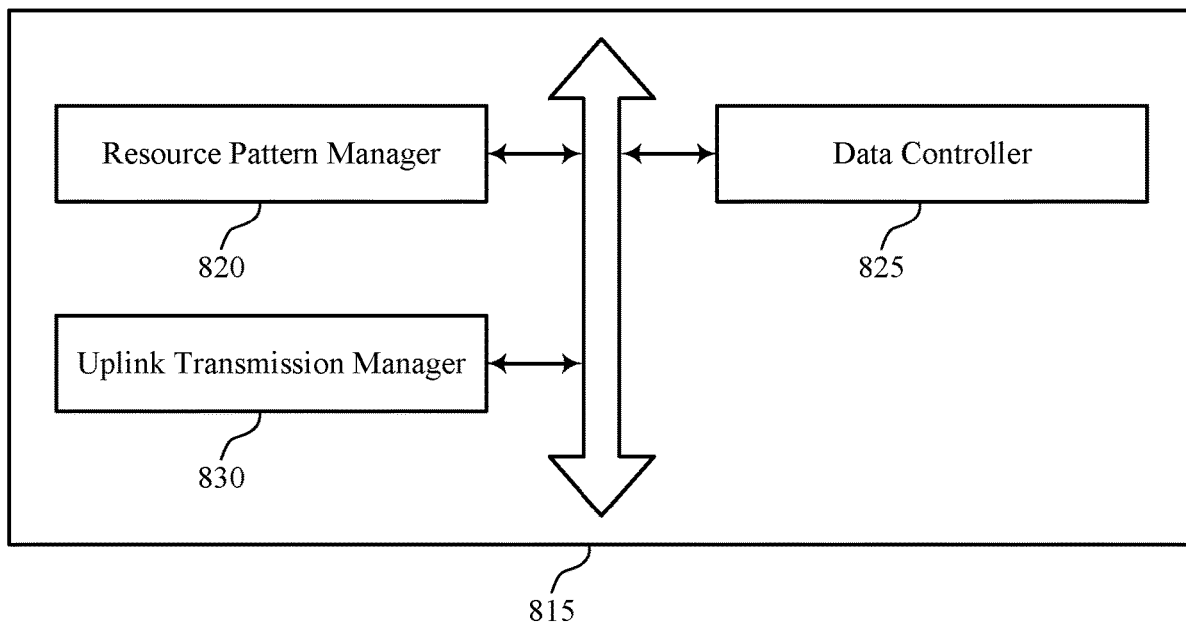 Resource Pattern Manager
Data Controller
820
825
Uplink Transmission Manager
830
815